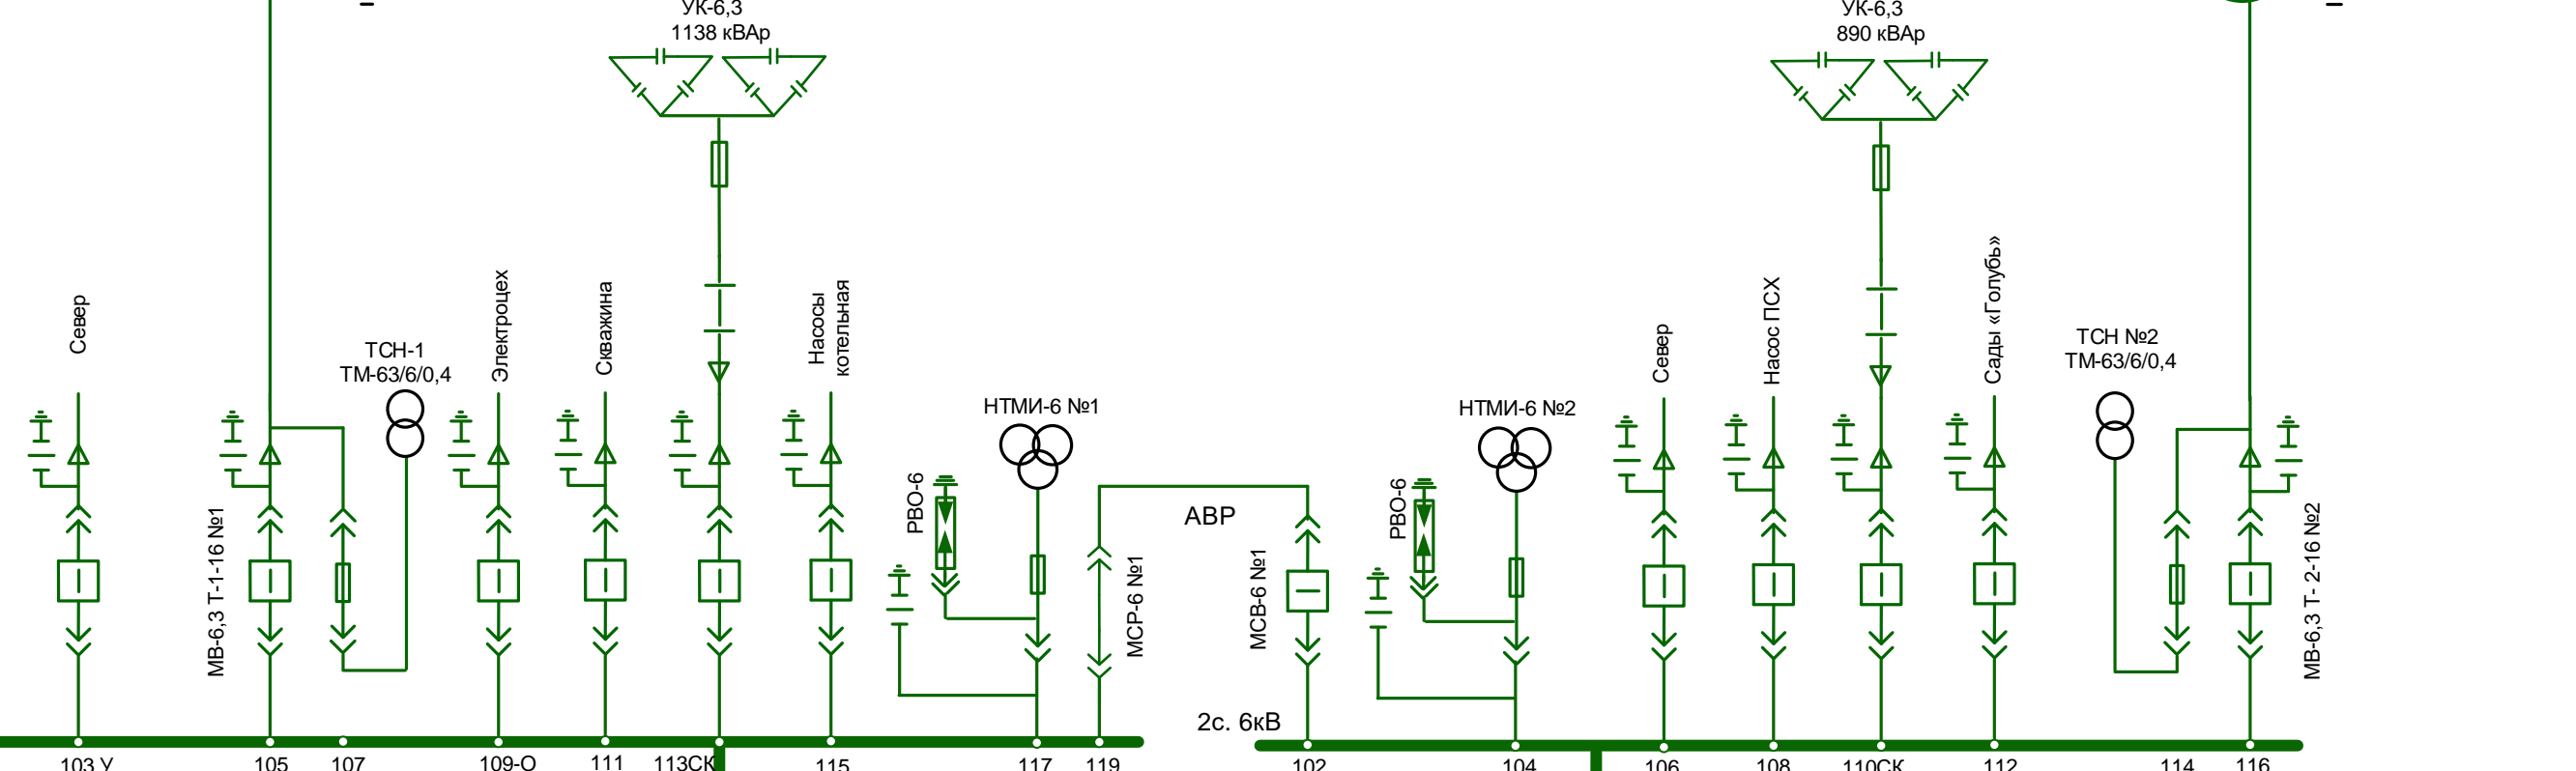 УК-6,3
1138 кВАр
УК-6,3
890 кВАр
Север
ТСН-1
ТМ-63/6/0,4
Электроцех
Скважина
Насосы
котельная
НТМИ-6 №1
НТМИ-6 №2
Север
Насос ПСХ
Сады «Голубь»
ТСН №2
ТМ-63/6/0,4
МВ-6,3 Т-1-16 №1
РВО-6
МСР-6 №1
АВР
МСВ-6 №1
РВО-6
МВ-6,3 Т- 2-16 №2
2с. 6кВ
103 У
105
107
109-О
111
113СК
115
117
119
102
104
106
108
110СК
112
114
116